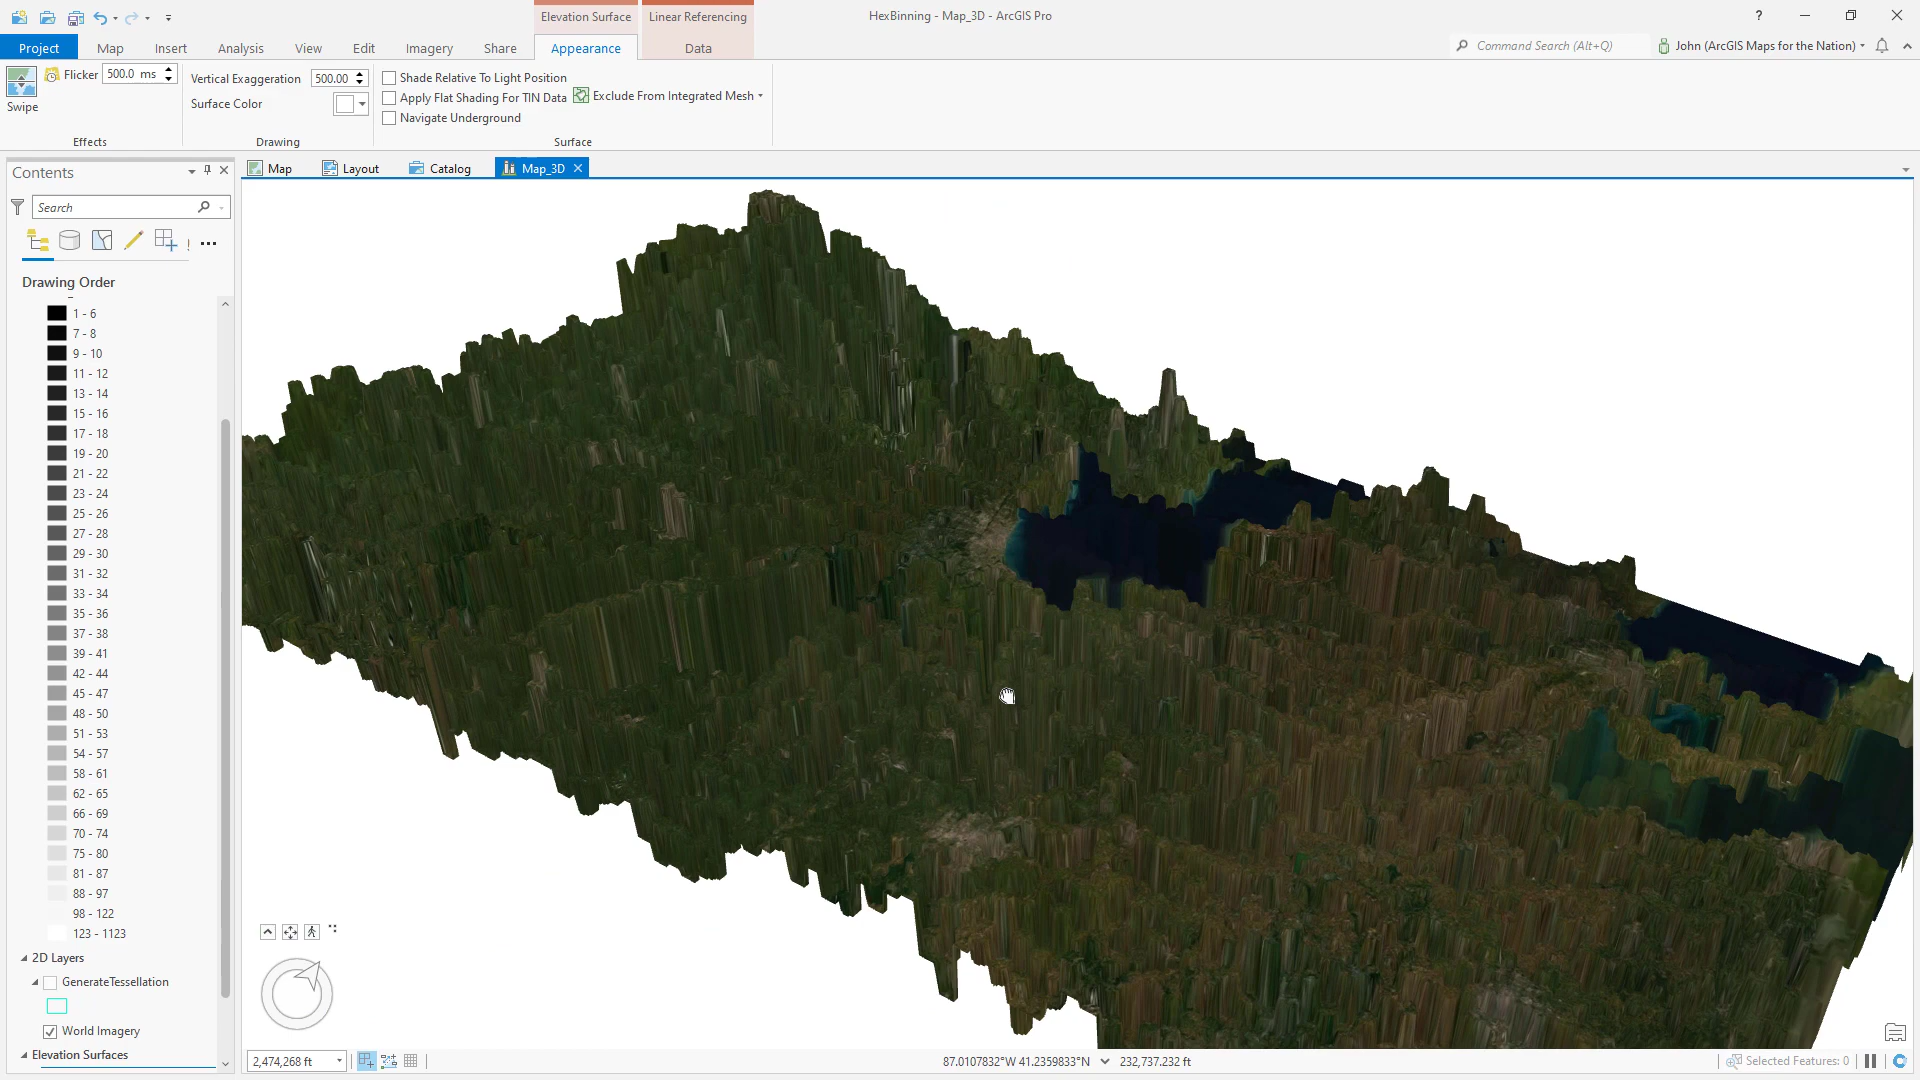 Elevation Surface
Linear Referencing
HexBinning - Map_3D - ArcGIS Pro
?
Project
Map
Insert
Analysis
View
Edit
Imagery
Share
Appearance
Data
Command Search (Alt+Q)
John (ArcGIS Maps for the Nation)
Swipe
Flicker
500.0 ms
Effects
Vertical Exaggeration
500.00
Surface Color
Drawing
Shade Relative To Light Position
Apply Flat Shading For TIN Data
Exclude From Integrated Mesh
Navigate Underground
Surface
Contents
Map
Layout
Catalog
Map_3D
Search
Drawing Order
1 - 6
7 - 8
9 - 10
11 - 12
13 - 14
15 - 16
17 - 18
19 - 20
21 - 22
23 - 24
25 - 26
27 - 28
29 - 30
31 - 32
33 - 34
35 - 36
37 - 38
39 - 41
42 - 44
45 - 47
48 - 50
51 - 53
54 - 57
58 - 61
62 - 65
66 - 69
70 - 74
75 - 80
81 - 87
88 - 97
98 - 122
123 - 1123
2D Layers
GenerateTessellation
World Imagery
Elevation Surfaces
2,474,268 ft
87.0107832°W 41.2359833°N
232,737.232 ft
Selected Features: 0